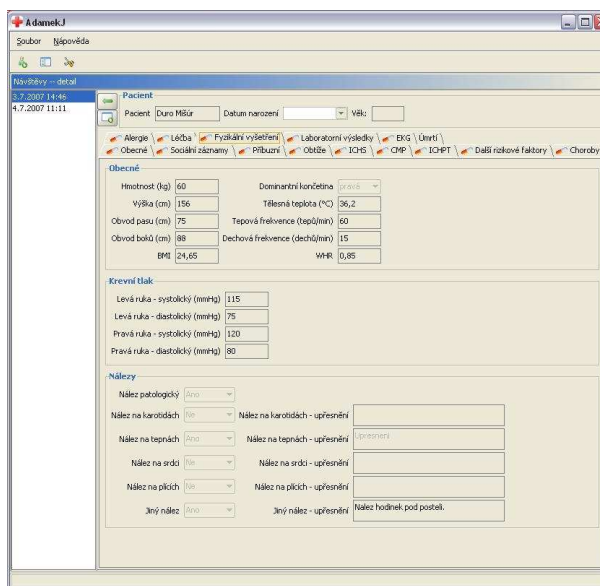 AdamekJ
Soubor Nápověda
Návštěvy -- detail
3.7.2007 14:46
4.7.2007 11:11
Pacient
Pacient Duro Mišúr Datum narození Věk:
Alergie Léčba Fyzikální vyšetření Laboratorní výsledky EKG Úmrtí
Obecné Sociální záznamy Příbuzní Obtíže ICHS CMP ICHPT Další rizikové faktory Choroby
Obecné
Hmotnost (kg) 60 Dominantní končetina pravá
Výška (cm) 156 Tělesná teplota (°C) 36,2
Obvod pasu (cm) 75 Tepová frekvence (tepů/min) 60
Obvod boků (cm) 88 Dechová frekvence (dechů/min) 15
BMI 24,65 WHR 0,85
Krevní tlak
Levá ruka - systolický (mmHg) 115
Levá ruka - diastolický (mmHg) 75
Pravá ruka - systolický (mmHg) 120
Pravá ruka - diastolický (mmHg) 80
Nálezy
Nález patologický Ano
Nález na karotidách Ne Nález na karotidách - upřesnění
Nález na tepnách Ano Nález na tepnách - upřesnění Upresneni
Nález na srdci Ne Nález na srdci - upřesnění
Nález na plících Ne Nález na plících - upřesnění
Jiný nález Ano Jiný nález - upřesnění Nalez hodinek pod posteli.